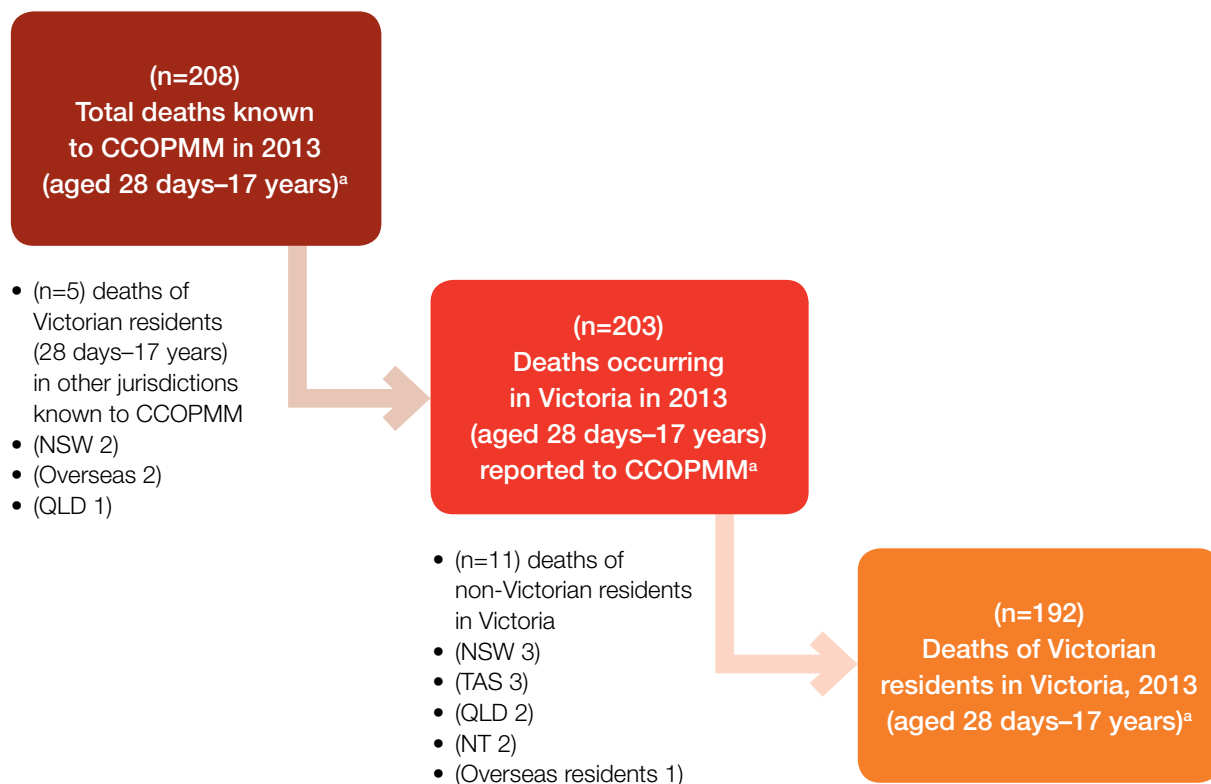 (n=208)
Total deaths known
to CCOPMM in 2013
(aged 28 days–17 years)ᵃ
• (n=5) deaths of
Victorian residents
(28 days–17 years)
in other jurisdictions
known to CCOPMM
• (NSW 2)
• (Overseas 2)
• (QLD 1)
(n=203)
Deaths occurring
in Victoria in 2013
(aged 28 days–17 years)
reported to CCOPMMᵃ
• (n=11) deaths of
non-Victorian residents
in Victoria
• (NSW 3)
• (TAS 3)
• (QLD 2)
• (NT 2)
• (Overseas residents 1)
(n=192)
Deaths of Victorian
residents in Victoria, 2013
(aged 28 days–17 years)ᵃ